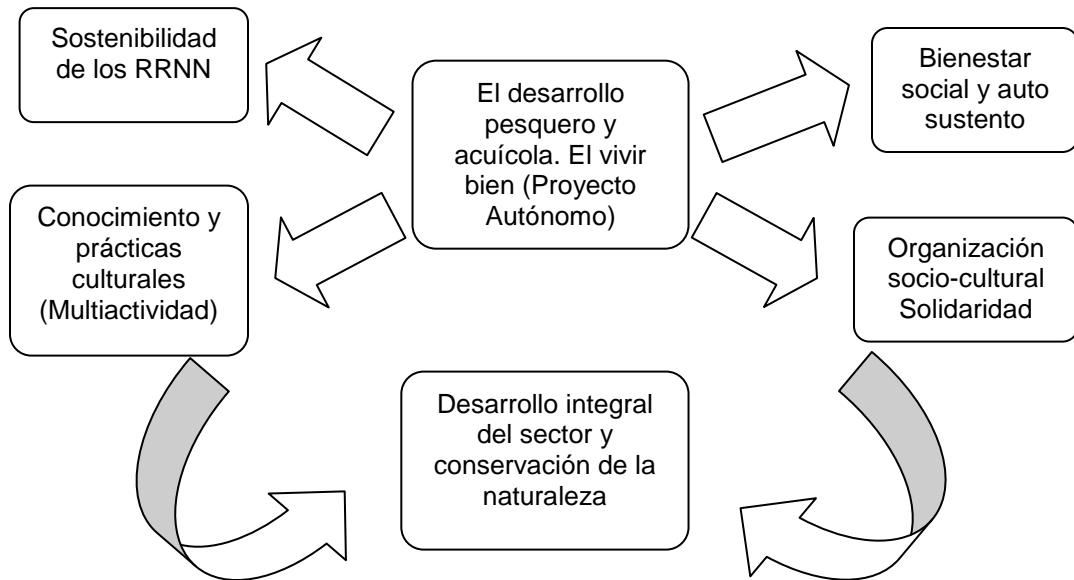 Sostenibilidad
de los RRNN
El desarrollo
pesquero y
acuícola. El vivir
bien (Proyecto
Autónomo)
Bienestar
social y auto
sustento
Conocimiento y
prácticas
culturales
(Multiactividad)
Organización
socio-cultural
Solidaridad
Desarrollo integral
del sector y
conservación de la
naturaleza